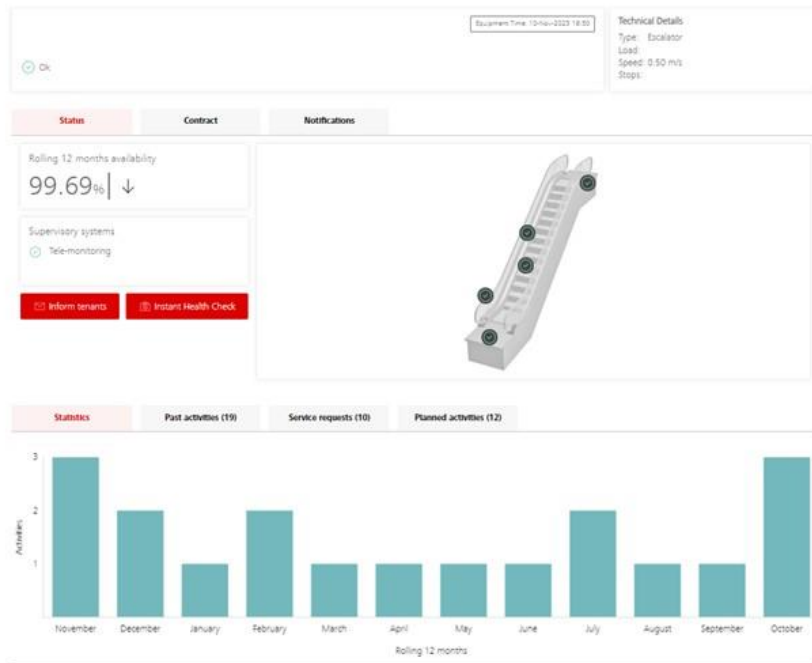 Equipment Time: 10-Nov-2023 16:50
Technical Details
Type: Escalator
Load:
Speed: 0.50 m/s
Stops:
Ok
Status
Contract
Notifications
Rolling 12 months availability
99.69%
Supervisory systems
Tele-monitoring
Inform tenants
Instant Health Check
Statistics
Past activities (19)
Service requests (10)
Planned activities (12)
3
2
1
Activities
November
December
January
February
March
April
May
June
July
August
September
October
Rolling 12 months